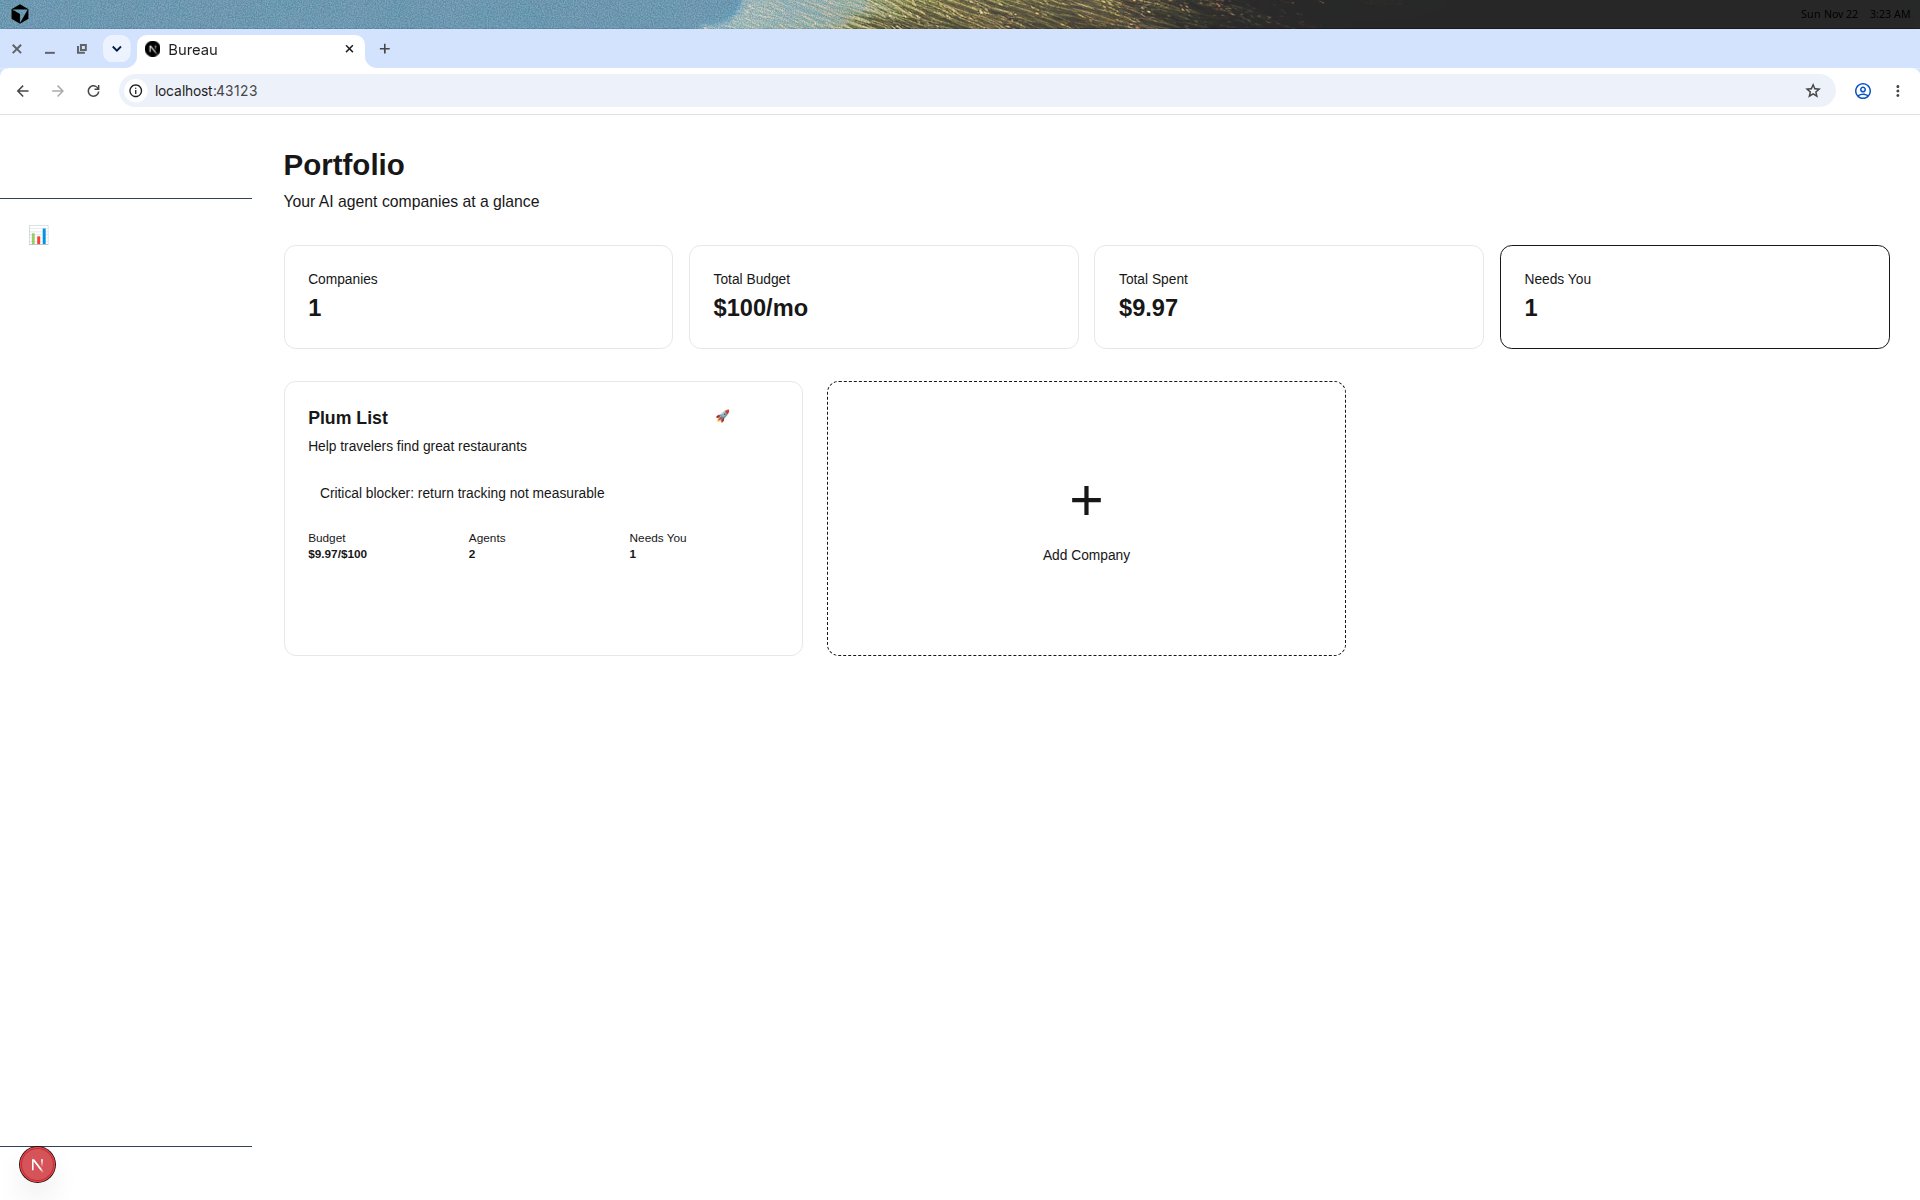 Sun Nov 22 3:23 AM
Bureau
localhost:43123
Portfolio
Your AI agent companies at a glance
Companies
1
Total Budget
$100/mo
Total Spent
$9.97
Needs You
1
Plum List
Help travelers find great restaurants
Critical blocker: return tracking not measurable
Budget
$9.97/$100
Agents
2
Needs You
1
Add Company